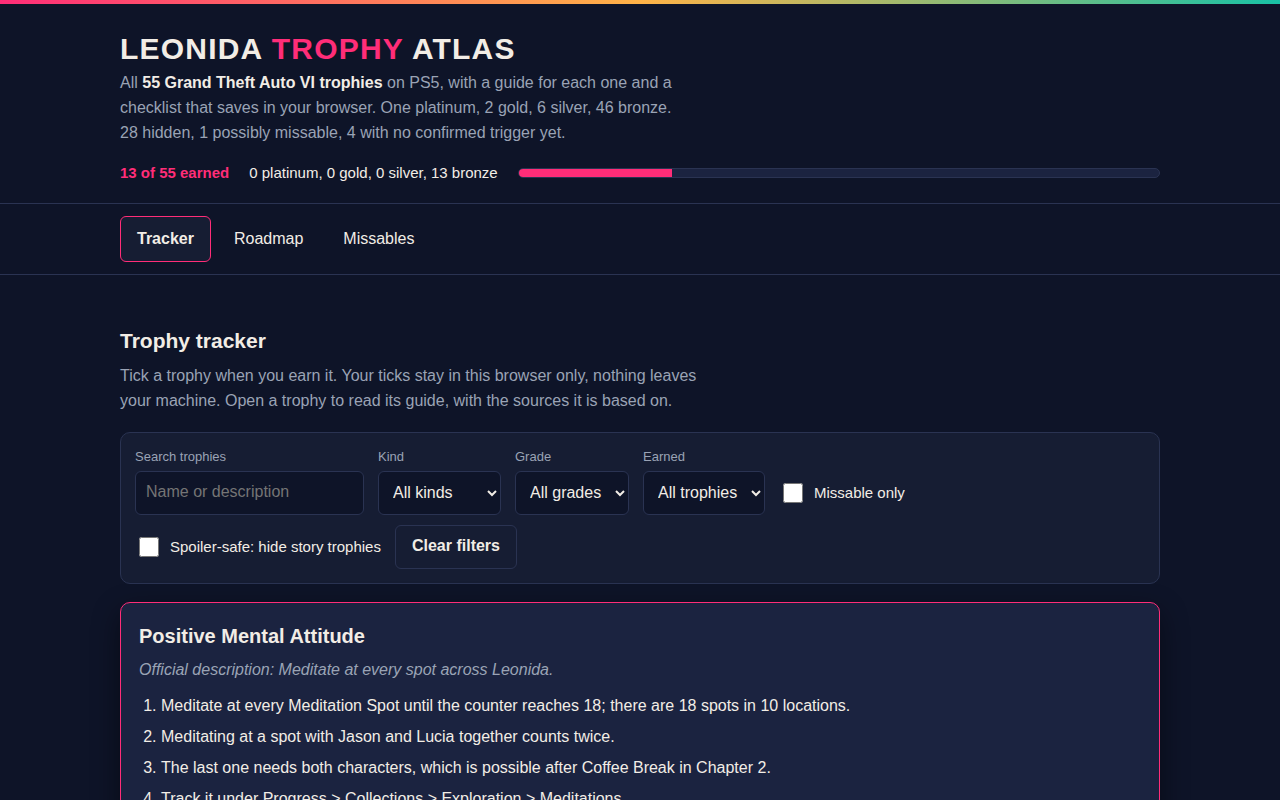 LEONIDA TROPHY ATLAS
All 55 Grand Theft Auto VI trophies on PS5, with a guide for each one and a
checklist that saves in your browser. One platinum, 2 gold, 6 silver, 46 bronze.
28 hidden, 1 possibly missable, 4 with no confirmed trigger yet.
13 of 55 earned 0 platinum, 0 gold, 0 silver, 13 bronze
Tracker Roadmap Missables
Trophy tracker
Tick a trophy when you earn it. Your ticks stay in this browser only, nothing leaves
your machine. Open a trophy to read its guide, with the sources it is based on.
Search trophies Kind Grade Earned
Name or description All kinds All grades All trophies Missable only
Spoiler-safe: hide story trophies Clear filters
Positive Mental Attitude
Official description: Meditate at every spot across Leonida.
1. Meditate at every Meditation Spot until the counter reaches 18; there are 18 spots in 10 locations.
2. Meditating at a spot with Jason and Lucia together counts twice.
3. The last one needs both characters, which is possible after Coffee Break in Chapter 2.
4. Track it under Progress > Collections > Exploration > Meditations